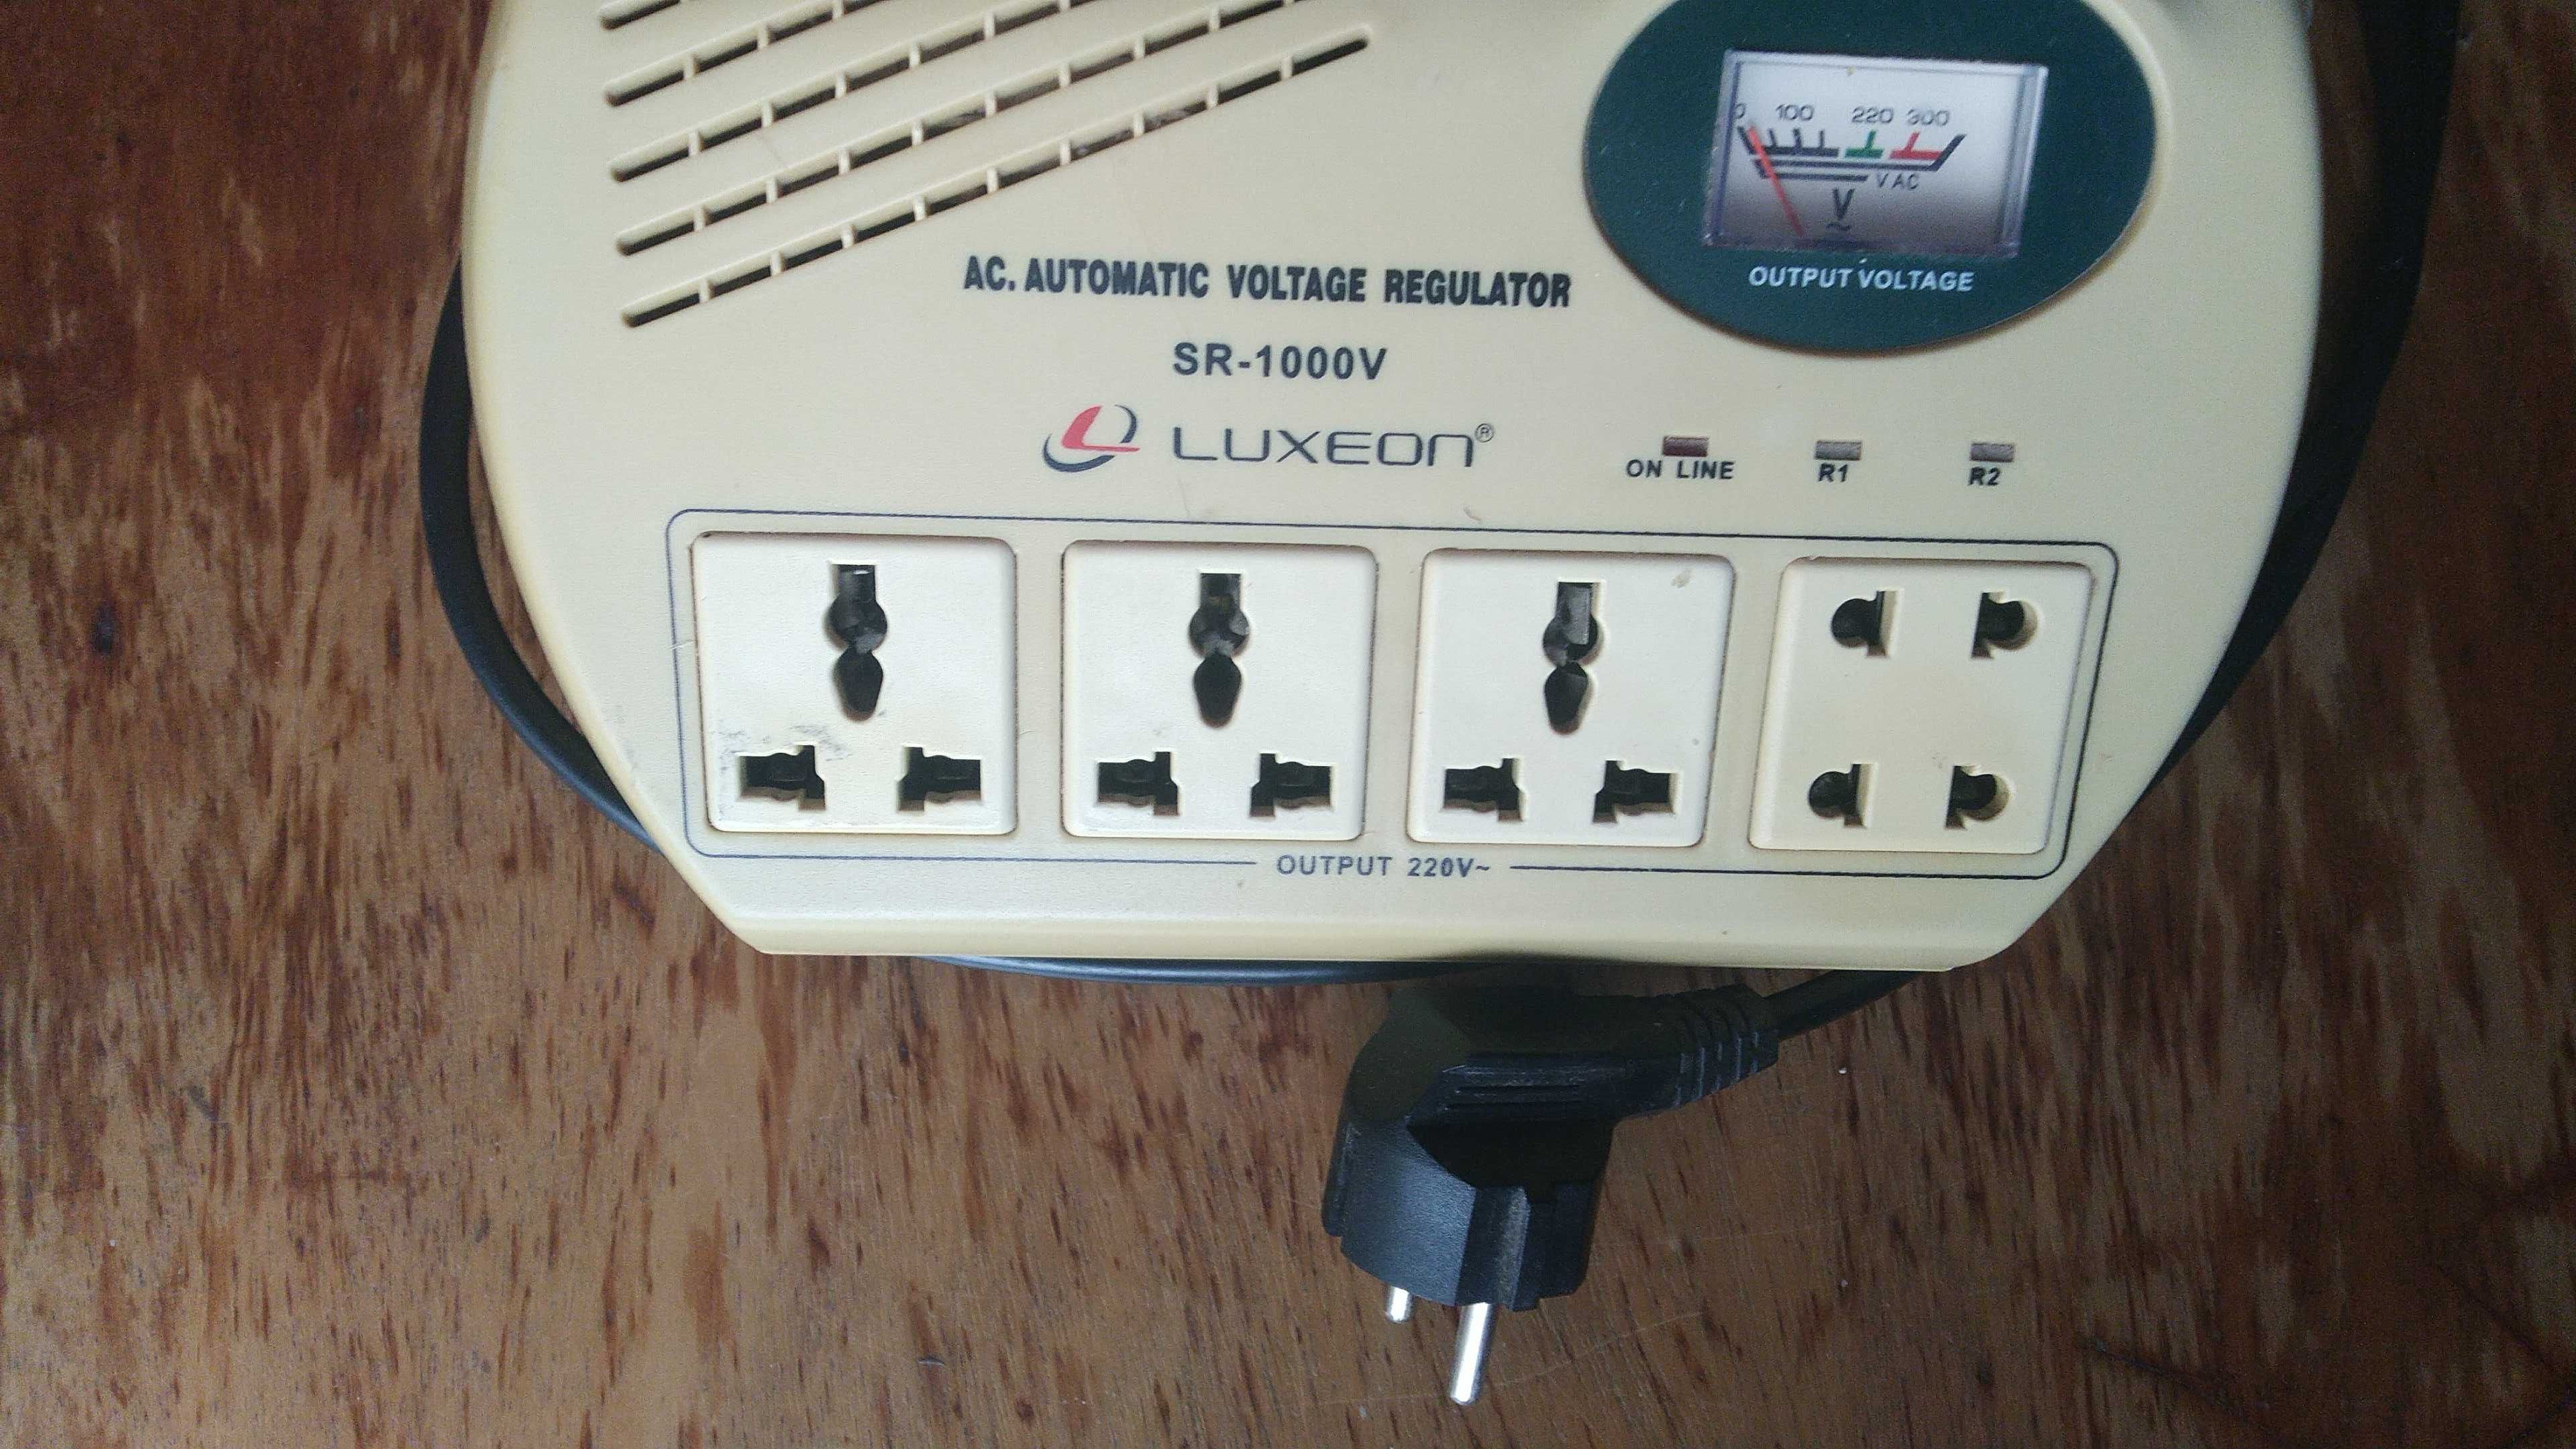 0 100 220 300
V AC
V
~
OUTPUT VOLTAGE
AC. AUTOMATIC VOLTAGE REGULATOR
SR-1000V
LUXEON®
ON LINE R1 R2
OUTPUT 220V~